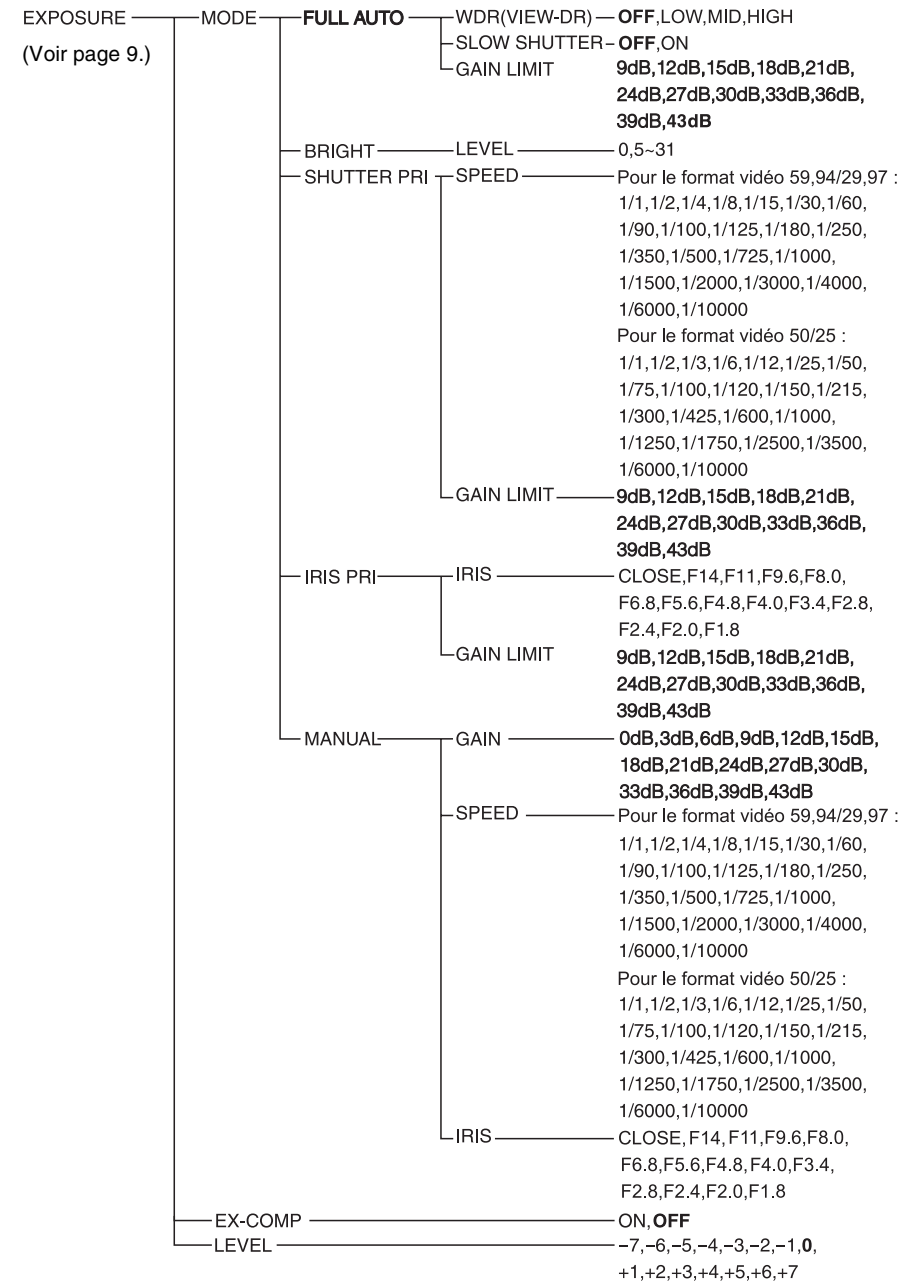 EXPOSURE MODE FULL AUTO WDR(VIEW-DR) OFF,LOW,MID,HIGH
(Voir page 9.) SLOW SHUTTER OFF,ON
GAIN LIMIT 9dB,12dB,15dB,18dB,21dB,
24dB,27dB,30dB,33dB,36dB,
39dB,43dB
BRIGHT LEVEL 0,5~31
SHUTTER PRI SPEED Pour le format vidéo 59,94/29,97 :
1/1,1/2,1/4,1/8,1/15,1/30,1/60,
1/90,1/100,1/125,1/180,1/250,
1/350,1/500,1/725,1/1000,
1/1500,1/2000,1/3000,1/4000,
1/6000,1/10000
Pour le format vidéo 50/25 :
1/1,1/2,1/3,1/6,1/12,1/25,1/50,
1/75,1/100,1/120,1/150,1/215,
1/300,1/425,1/600,1/1000,
1/1250,1/1750,1/2500,1/3500,
1/6000,1/10000
GAIN LIMIT 9dB,12dB,15dB,18dB,21dB,
24dB,27dB,30dB,33dB,36dB,
39dB,43dB
IRIS PRI IRIS CLOSE,F14,F11,F9.6,F8.0,
F6.8,F5.6,F4.8,F4.0,F3.4,F2.8,
F2.4,F2.0,F1.8
GAIN LIMIT 9dB,12dB,15dB,18dB,21dB,
24dB,27dB,30dB,33dB,36dB,
39dB,43dB
MANUAL GAIN 0dB,3dB,6dB,9dB,12dB,15dB,
18dB,21dB,24dB,27dB,30dB,
33dB,36dB,39dB,43dB
SPEED Pour le format vidéo 59,94/29,97 :
1/1,1/2,1/4,1/8,1/15,1/30,1/60,
1/90,1/100,1/125,1/180,1/250,
1/350,1/500,1/725,1/1000,
1/1500,1/2000,1/3000,1/4000,
1/6000,1/10000
Pour le format vidéo 50/25 :
1/1,1/2,1/3,1/6,1/12,1/25,1/50,
1/75,1/100,1/120,1/150,1/215,
1/300,1/425,1/600,1/1000,
1/1250,1/1750,1/2500,1/3500,
1/6000,1/10000
IRIS CLOSE,F14,F11,F9.6,F8.0,
F6.8,F5.6,F4.8,F4.0,F3.4,
F2.8,F2.4,F2.0,F1.8
EX-COMP ON,OFF
LEVEL –7,–6,–5,–4,–3,–2,–1,0,
+1,+2,+3,+4,+5,+6,+7